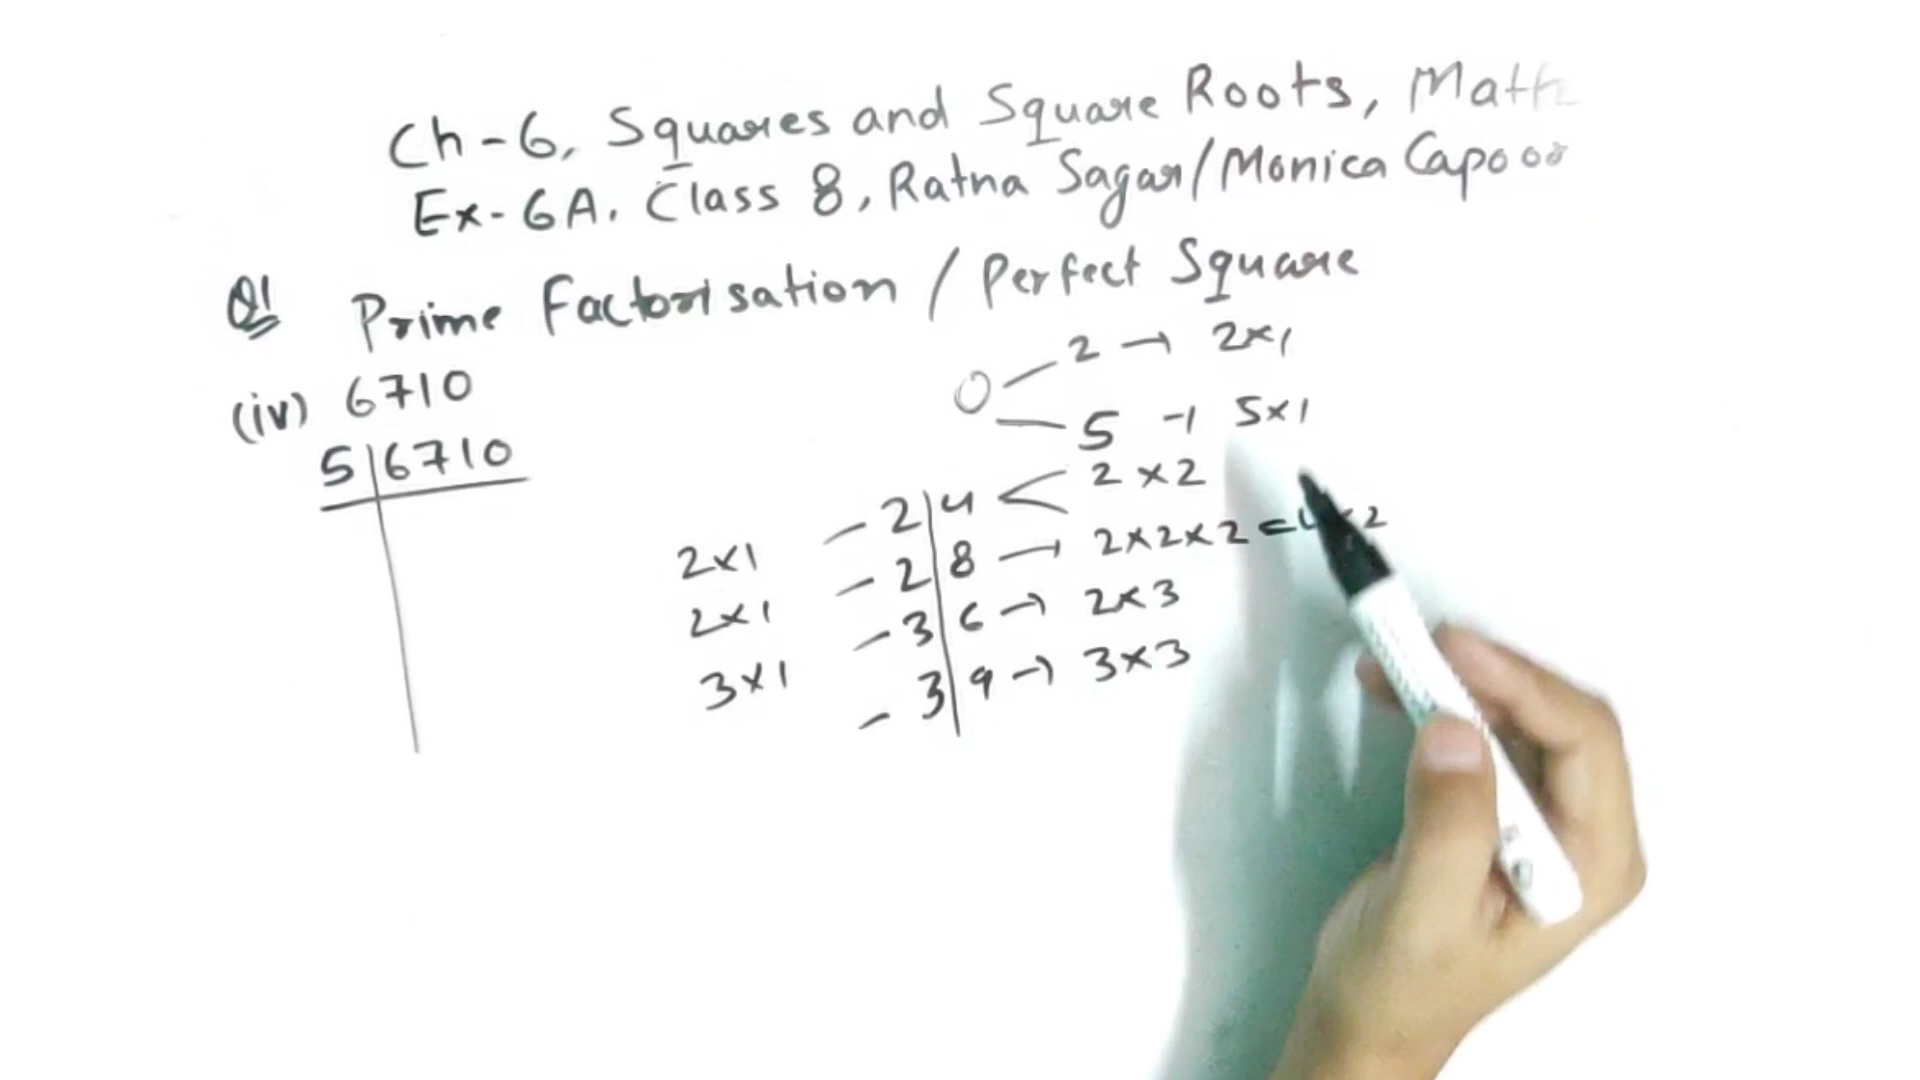 Ch-6, Squares and Square Roots, Math
Ex-6A, Class 8, Ratna Sagar/Monica Capoor
Q1 Prime Factorisation / Perfect Square
(iv) 6710
5 | 6710
0 2 → 2×1
5 → 5×1
2×1 - 2 | 4 < 2×2
2×1 - 2 | 8 → 2×2×2 = 4×2
3×1 - 3 | 6 → 2×3
- 3 | 9 → 3×3